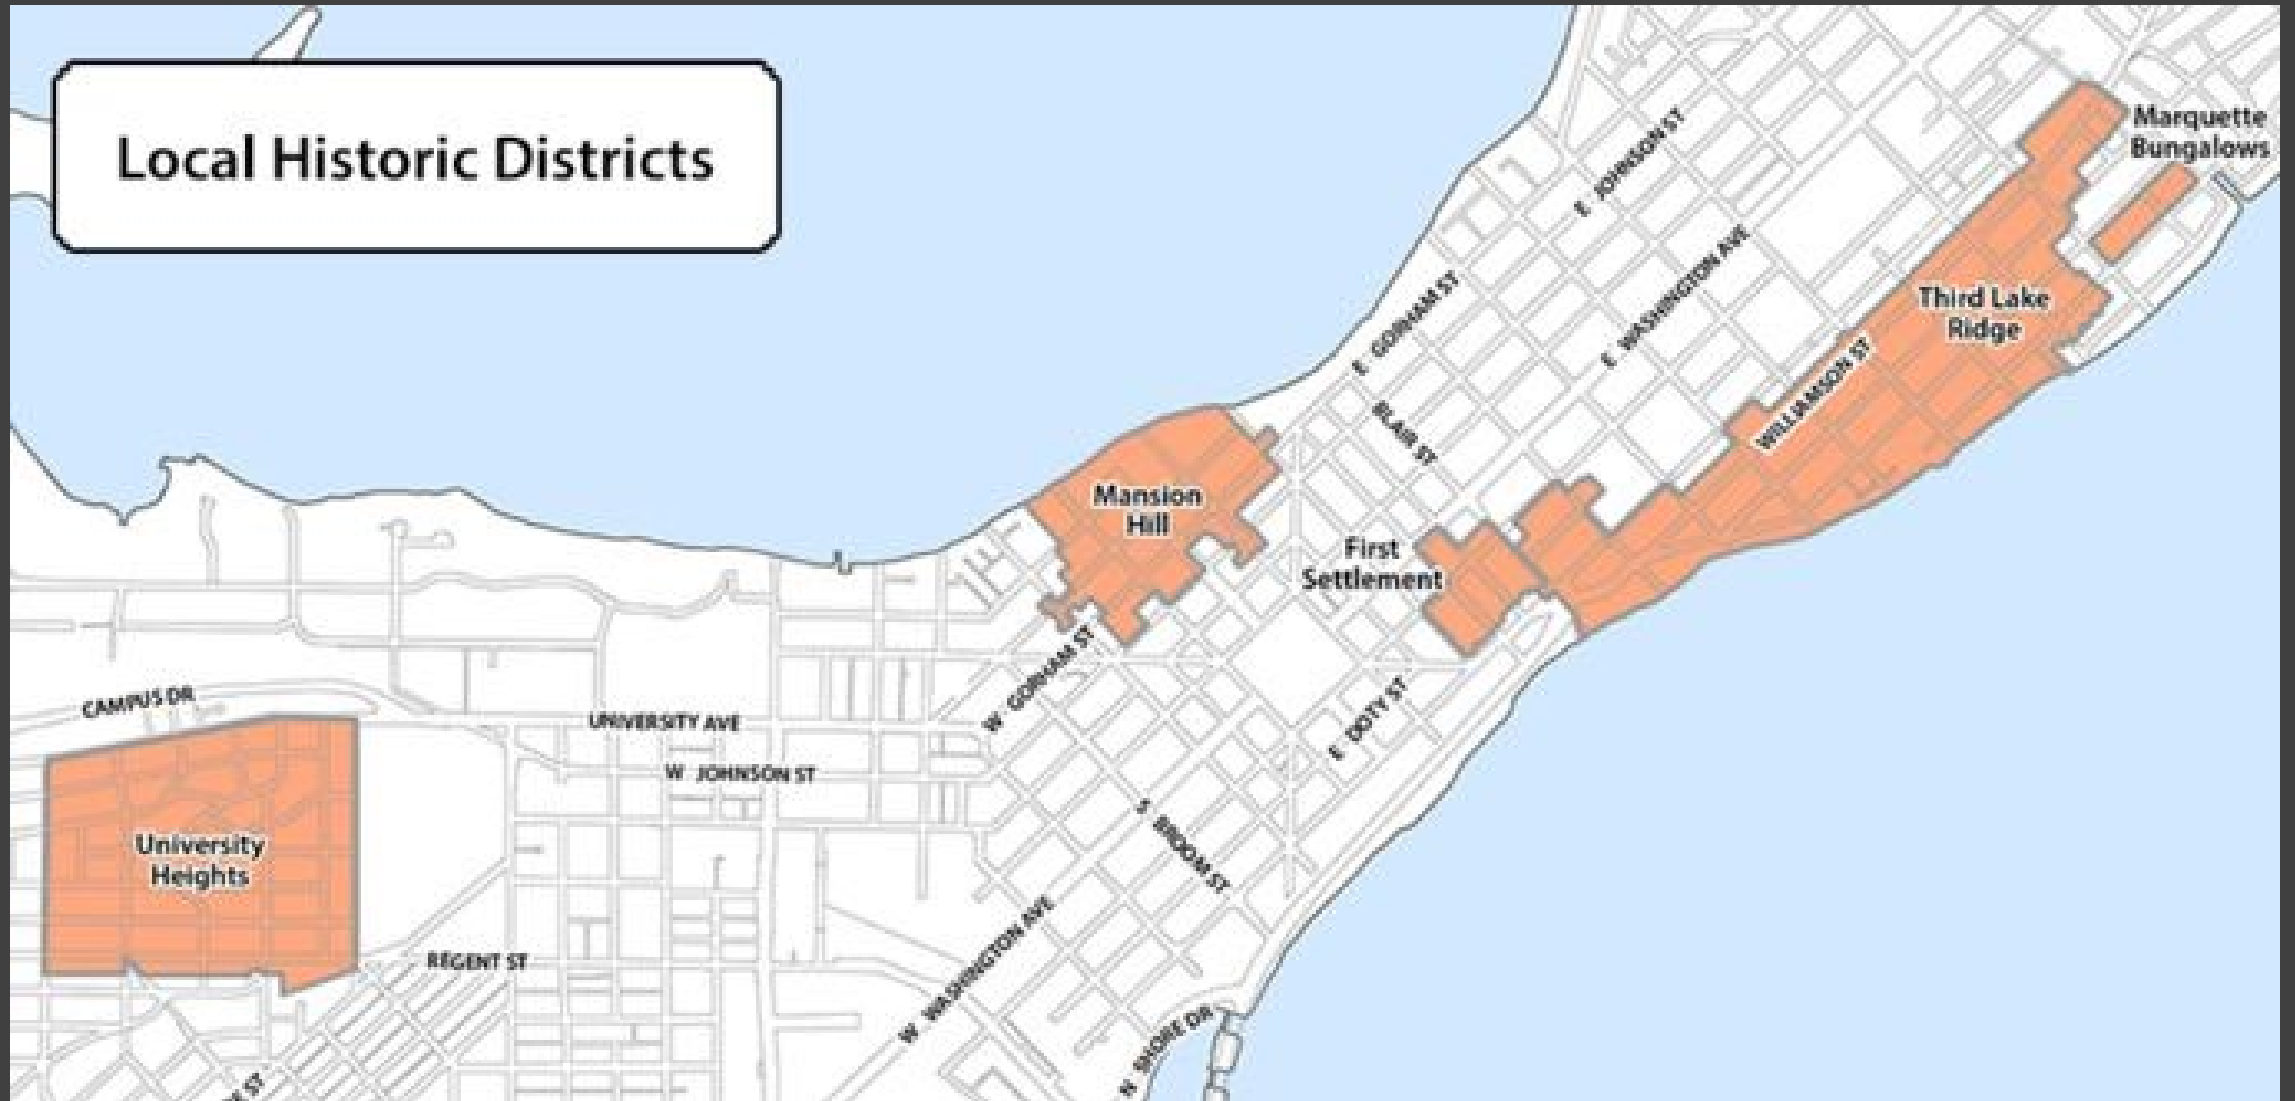 Local Historic Districts
Marquette
Bungalows
E JOHNSON ST
E WASHINGTON AVE
Third Lake
Ridge
E GORHAM ST
WILLIAMSON ST
BLAIR ST
Mansion
Hill
First
Settlement
W GORHAM ST
CAMPUS DR
UNIVERSITY AVE
E DOTY ST
W JOHNSON ST
University
Heights
S BROOM ST
REGENT ST
W WASHINGTON AVE
N SHORE DR
ST